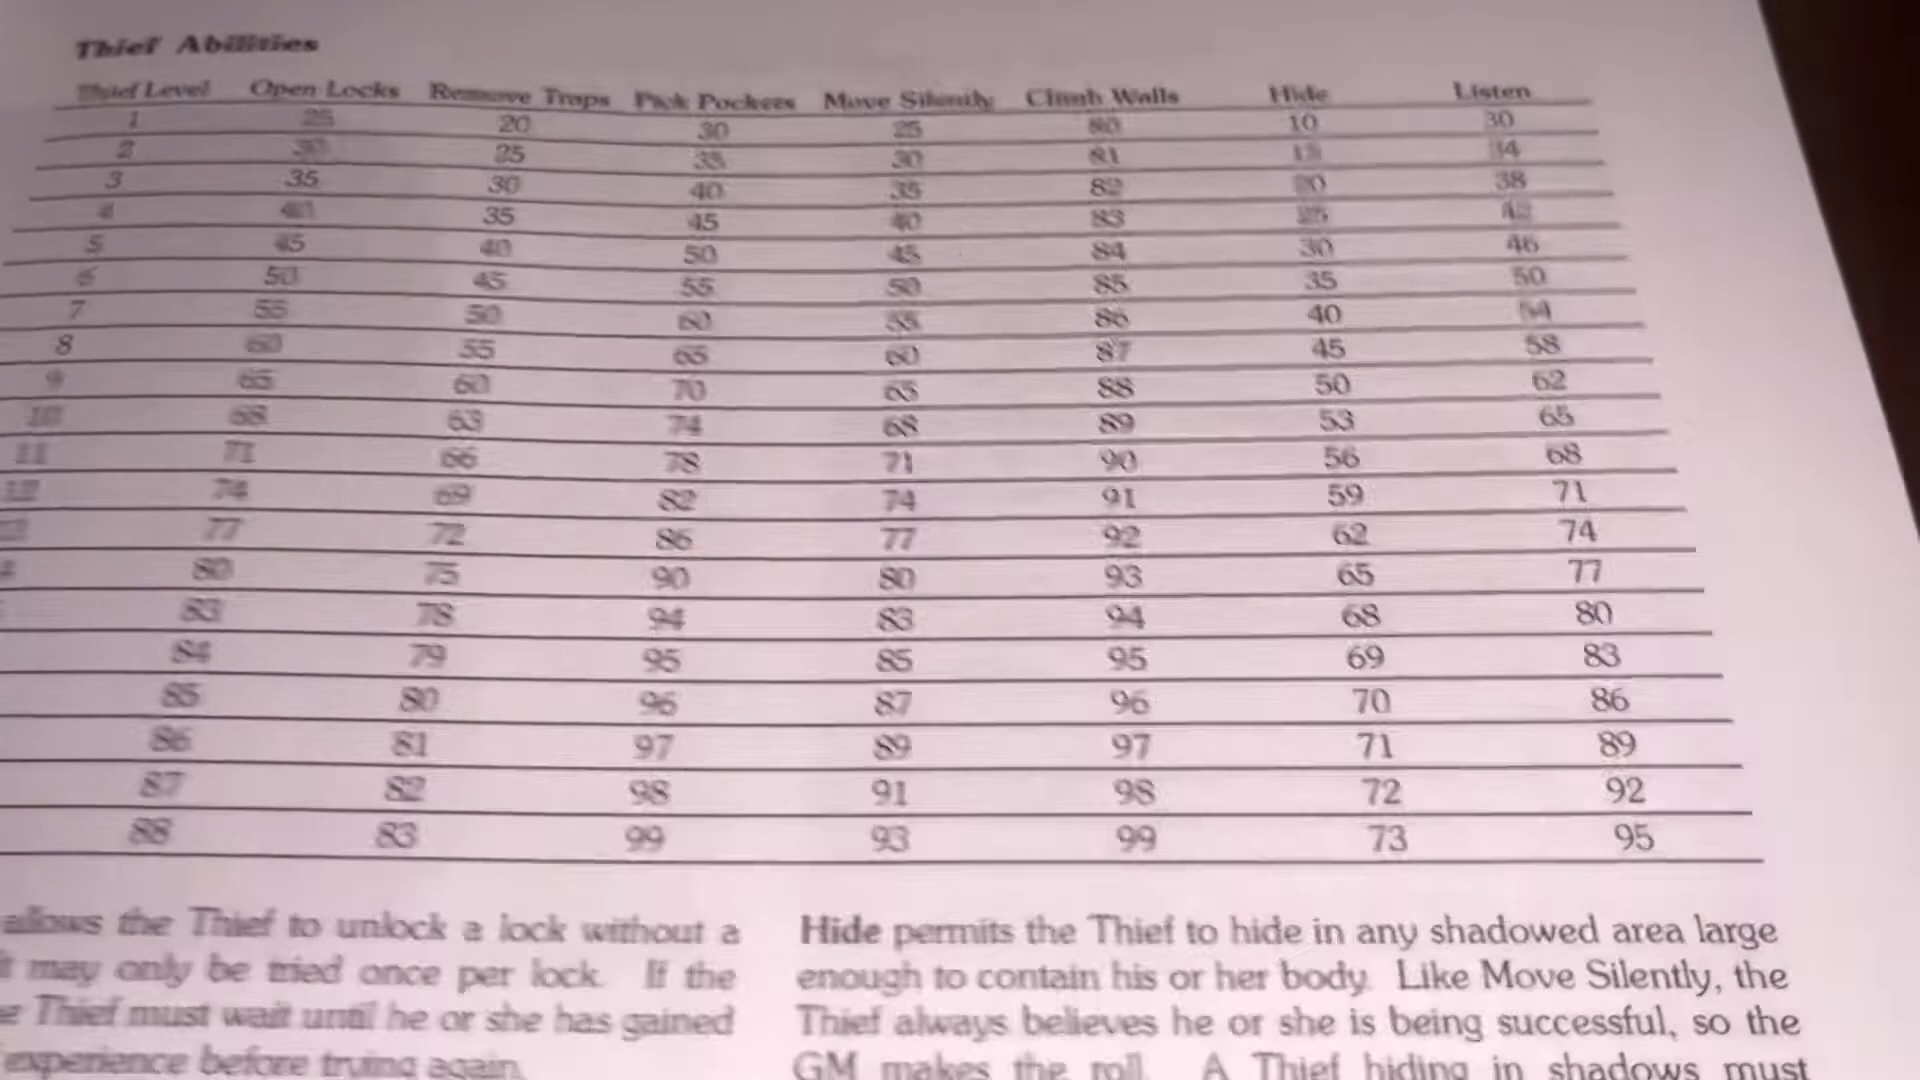 Thief Abilities
Thief Level Open Locks Remove Traps Pick Pockets Move Silently Climb Walls Hide Listen
1 25 20 30 25 80 10 30
2 30 25 35 30 81 15 34
3 35 30 40 35 82 20 38
4 40 35 45 40 83 25 42
5 45 40 50 45 84 30 46
6 50 45 55 50 85 35 50
7 55 50 60 55 86 40 54
8 60 55 65 60 87 45 58
9 65 60 70 65 88 50 62
10 68 63 74 68 89 53 65
11 71 66 78 71 90 56 68
12 74 69 82 74 91 59 71
13 77 72 86 77 92 62 74
80 75 90 80 93 65 77
83 78 94 83 94 68 80
84 79 95 85 95 69 83
85 80 96 87 96 70 86
86 81 97 89 97 71 89
87 82 98 91 98 72 92
88 83 99 93 99 73 95
allows the Thief to unlock a lock without a
may only be tried once per lock. If the
Thief must wait until he or she has gained
experience before trying again.
Hide permits the Thief to hide in any shadowed area large
enough to contain his or her body. Like Move Silently, the
Thief always believes he or she is being successful, so the
GM makes the roll. A Thief hiding in shadows must